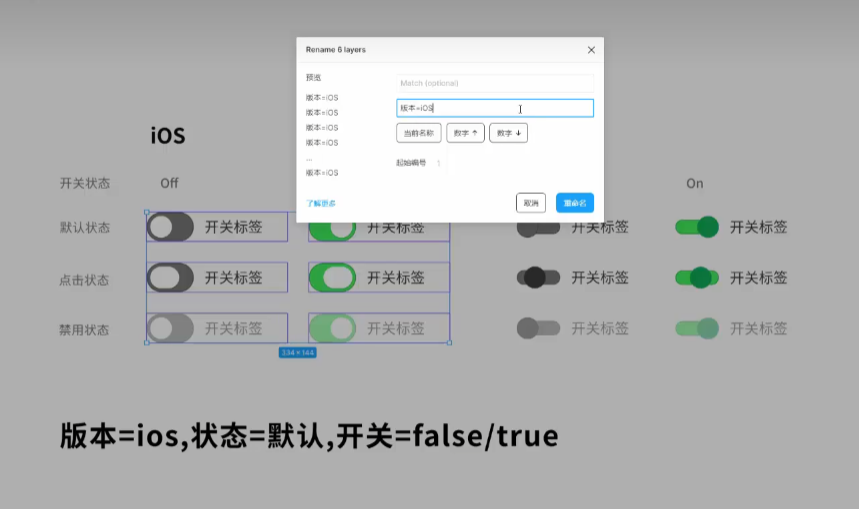 Rename 6 layers
预览
Match (optional)
版本=iOS
版本=iOS
版本=iOS
版本=iOS
...
版本=iOS
版本=iOS
当前名称 数字 ↑ 数字 ↓
起始编号 1
了解更多 取消 重命名
iOS
开关状态 Off On
默认状态 开关标签 开关标签 开关标签 开关标签
点击状态 开关标签 开关标签 开关标签 开关标签
禁用状态 开关标签 开关标签 开关标签 开关标签
334 × 144
版本=ios,状态=默认,开关=false/true